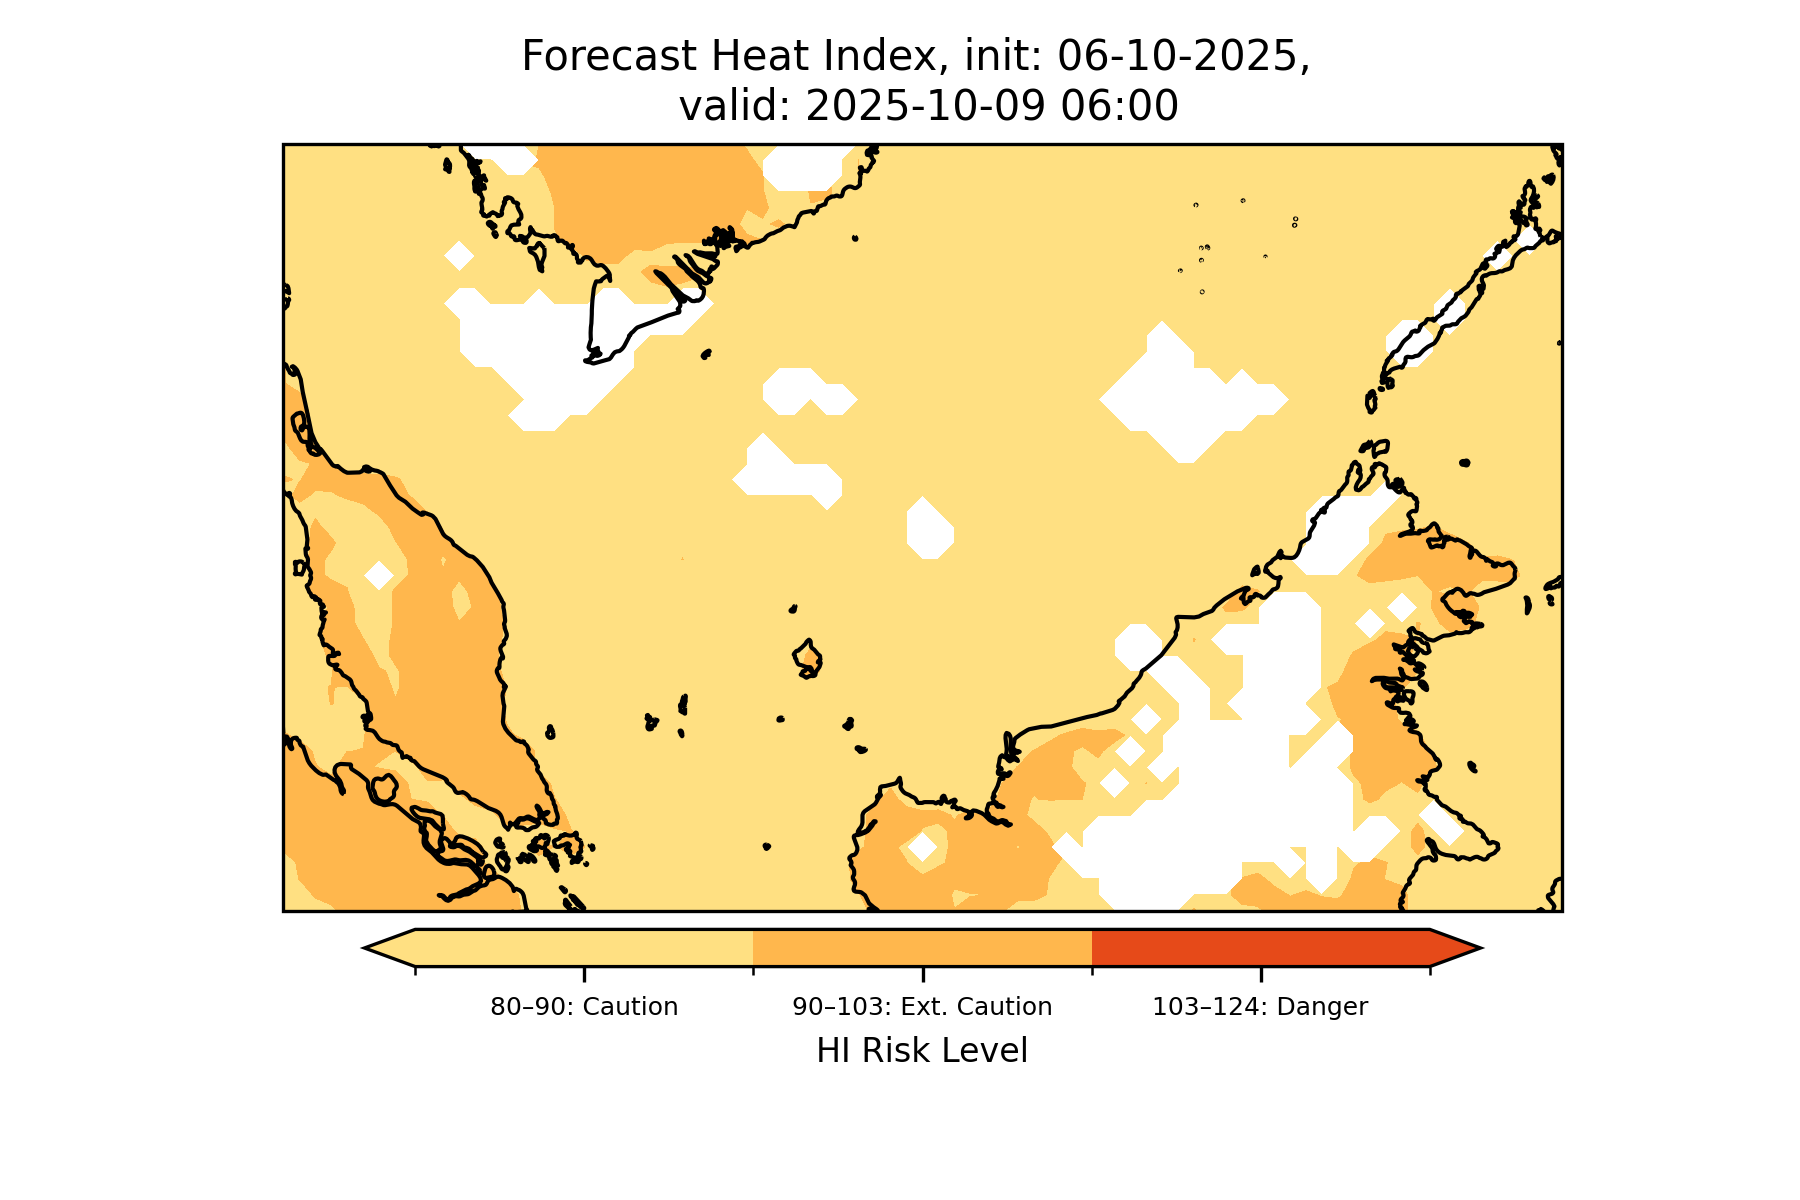 Forecast Heat Index, init: 06-10-2025,
valid: 2025-10-09 06:00
80–90: Caution
90–103: Ext. Caution
103–124: Danger
HI Risk Level